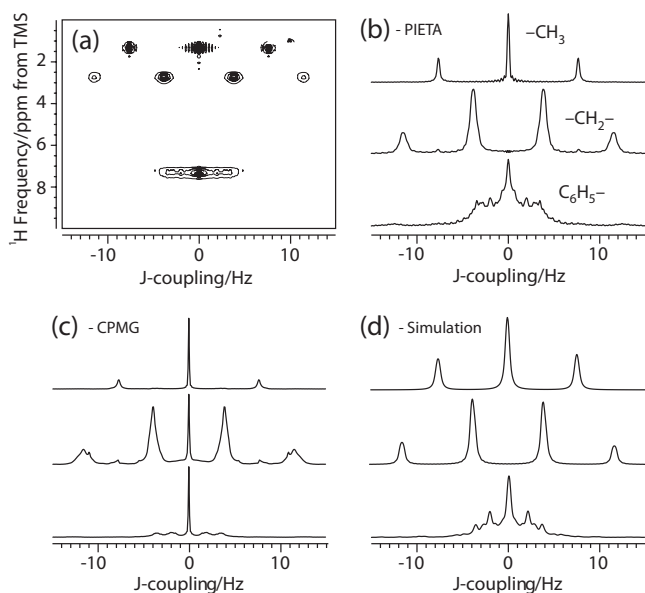 (a)
¹H Frequency/ppm from TMS
2
4
6
8
-10 0 10
J-coupling/Hz
(b) - PIETA
–CH₃
–CH₂–
C₆H₅–
-10 0 10
J-coupling/Hz
(c) - CPMG
-10 0 10
J-coupling/Hz
(d) - Simulation
-10 0 10
J-coupling/Hz